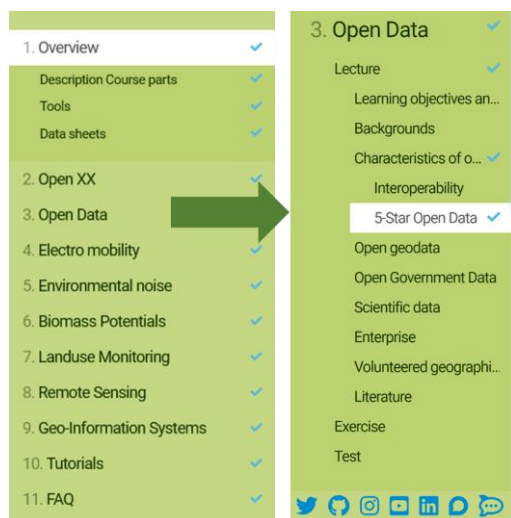 1. Overview
Description Course parts
Tools
Data sheets
2. Open XX
3. Open Data
4. Electro mobility
5. Environmental noise
6. Biomass Potentials
7. Landuse Monitoring
8. Remote Sensing
9. Geo-Information Systems
10. Tutorials
11. FAQ
3. Open Data
Lecture
Learning objectives an...
Backgrounds
Characteristics of o...
Interoperability
5-Star Open Data
Open geodata
Open Government Data
Scientific data
Enterprise
Volunteered geographi...
Literature
Exercise
Test